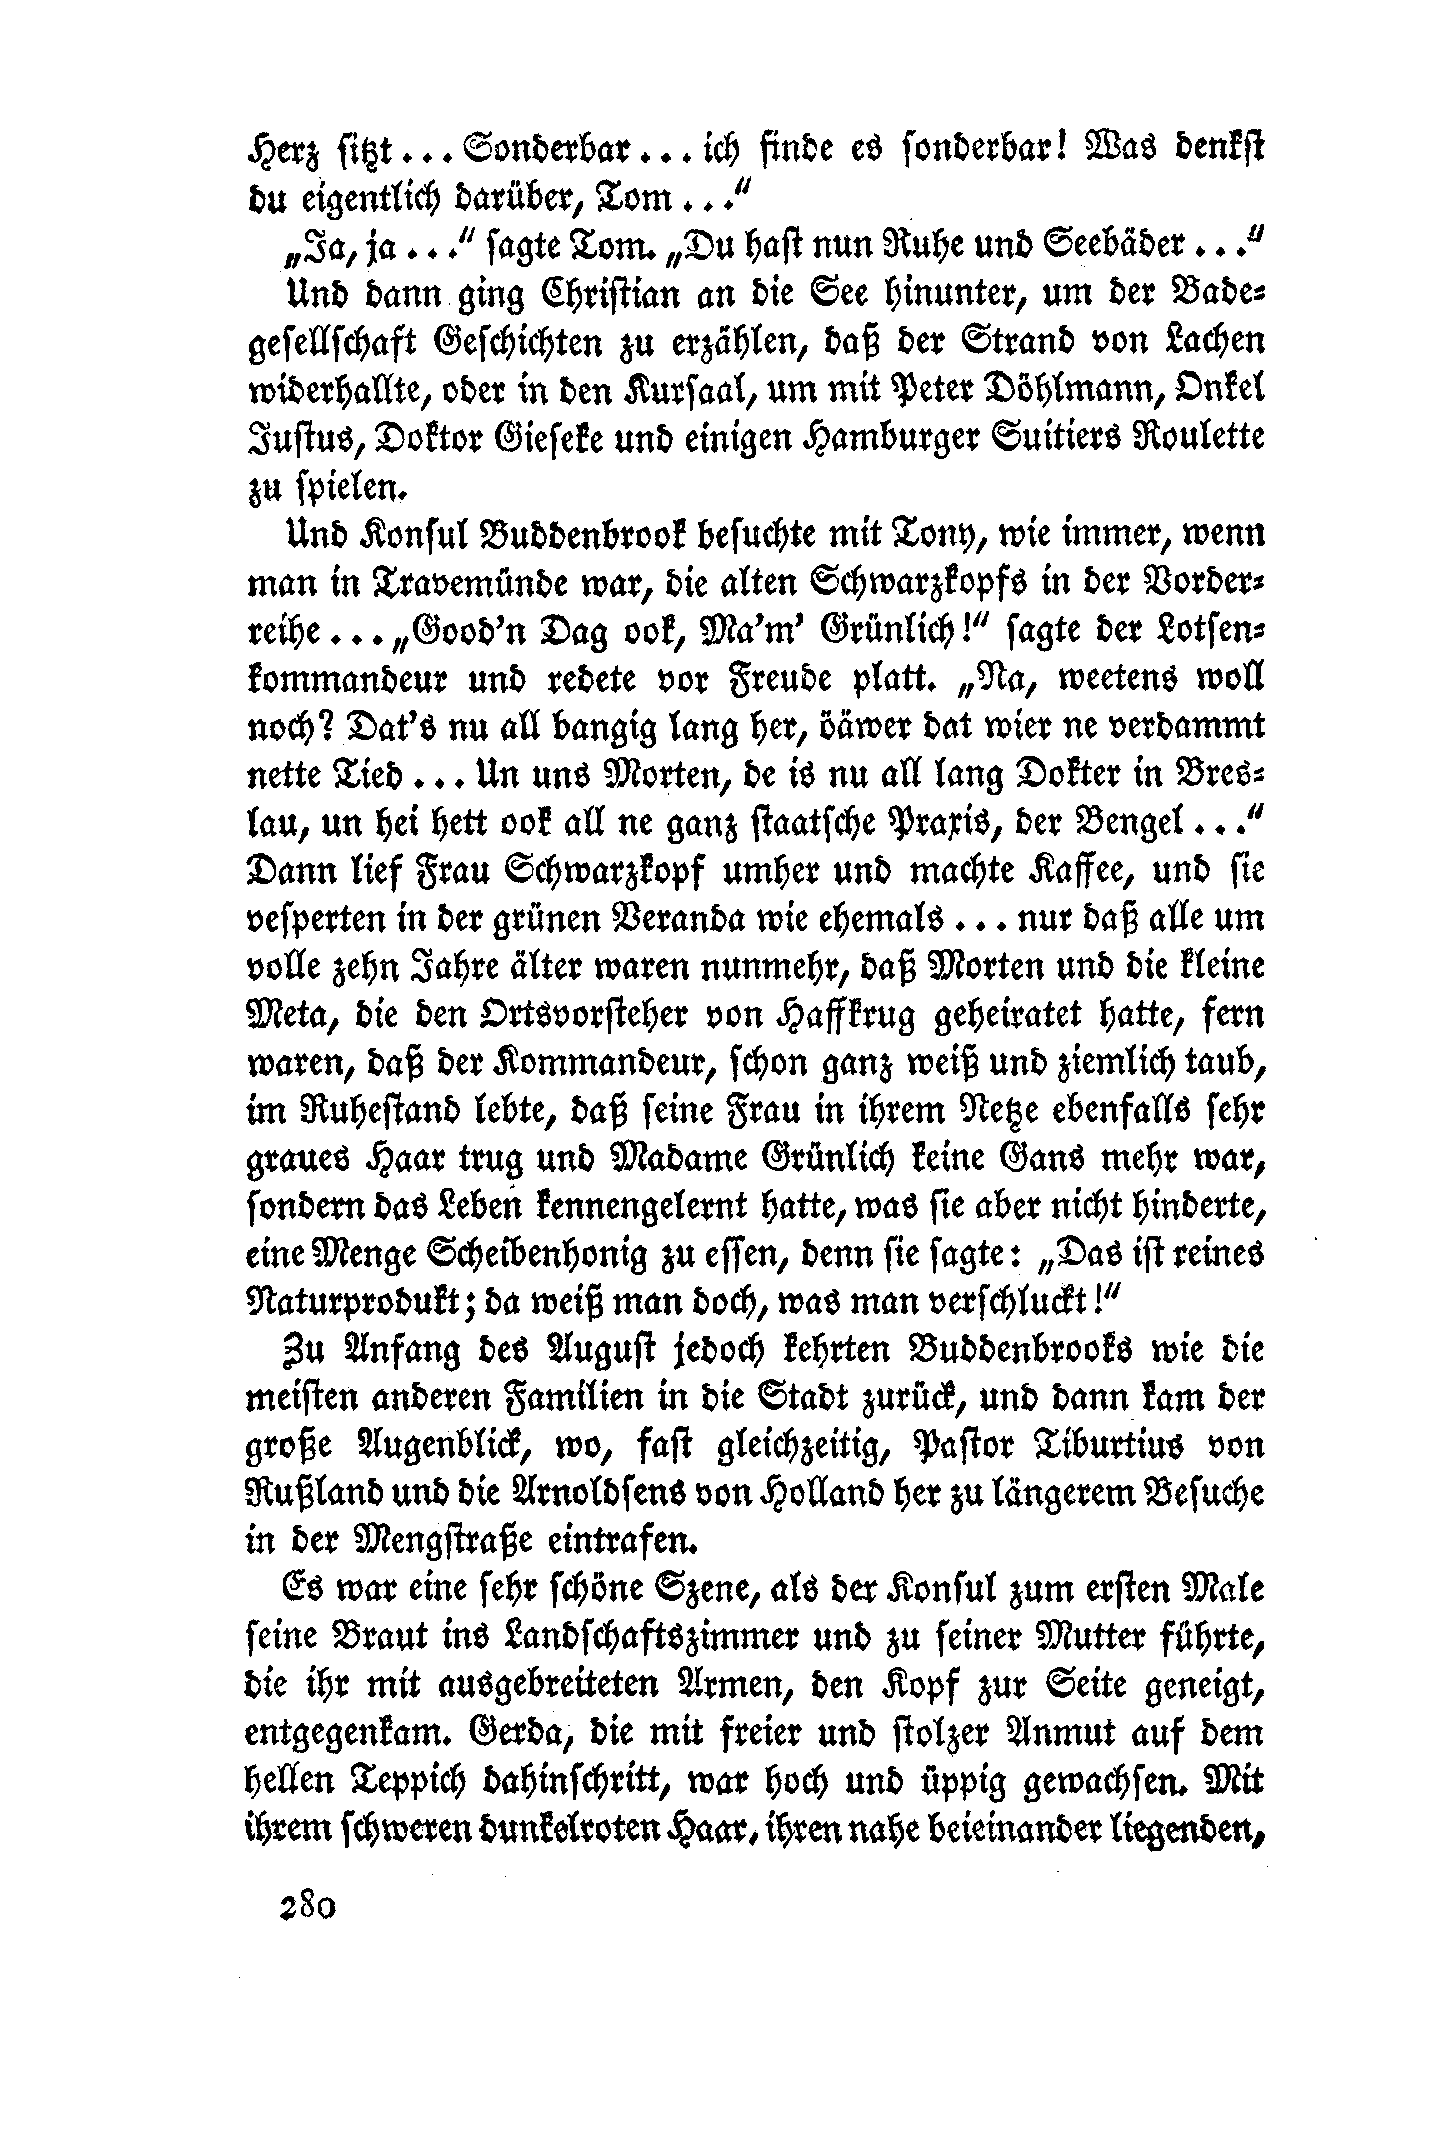 Herz sitzt... Sonderbar... ich finde es sonderbar! Was denkst
du eigentlich darüber, Tom...“
„Ja, ja...“ sagte Tom. „Du hast nun Ruhe und Seebäder...“
Und dann ging Christian an die See hinunter, um der Bade-
gesellschaft Geschichten zu erzählen, daß der Strand von Lachen
widerhallte, oder in den Kursaal, um mit Peter Döhlmann, Onkel
Justus, Doktor Gieseke und einigen Hamburger Suitiers Roulette
zu spielen.
Und Konsul Buddenbrook besuchte mit Tony, wie immer, wenn
man in Travemünde war, die alten Schwarzkopfs in der Vorder-
reihe... „Good’n Dag ook, Ma’m’ Grünlich!“ sagte der Lotsen-
kommandeur und redete vor Freude platt. „Na, weetens woll
noch? Dat’s nu all bangig lang her, öäwer dat wier ne verdammt
nette Tied... Un uns Morten, de is nu all lang Dokter in Bres-
lau, un hei hett ook all ne ganz staatsche Praxis, der Bengel...“
Dann lief Frau Schwarzkopf umher und machte Kaffee, und sie
vesperten in der grünen Veranda wie ehemals... nur daß alle um
volle zehn Jahre älter waren nunmehr, daß Morten und die kleine
Meta, die den Ortsvorsteher von Haffkrug geheiratet hatte, fern
waren, daß der Kommandeur, schon ganz weiß und ziemlich taub,
im Ruhestand lebte, daß seine Frau in ihrem Netze ebenfalls sehr
graues Haar trug und Madame Grünlich keine Gans mehr war,
sondern das Leben kennengelernt hatte, was sie aber nicht hinderte,
eine Menge Scheibenhonig zu essen, denn sie sagte: „Das ist reines
Naturprodukt; da weiß man doch, was man verschluckt!“
Zu Anfang des August jedoch kehrten Buddenbrooks wie die
meisten anderen Familien in die Stadt zurück, und dann kam der
große Augenblick, wo, fast gleichzeitig, Pastor Tiburtius von
Rußland und die Arnoldsens von Holland her zu längerem Besuche
in der Mengstraße eintrafen.
Es war eine sehr schöne Szene, als der Konsul zum ersten Male
seine Braut ins Landschaftszimmer und zu seiner Mutter führte,
die ihr mit ausgebreiteten Armen, den Kopf zur Seite geneigt,
entgegenkam. Gerda, die mit freier und stolzer Anmut auf dem
hellen Teppich dahinschritt, war hoch und üppig gewachsen. Mit
ihrem schweren dunkelroten Haar, ihren nahe beieinander liegenden,
280